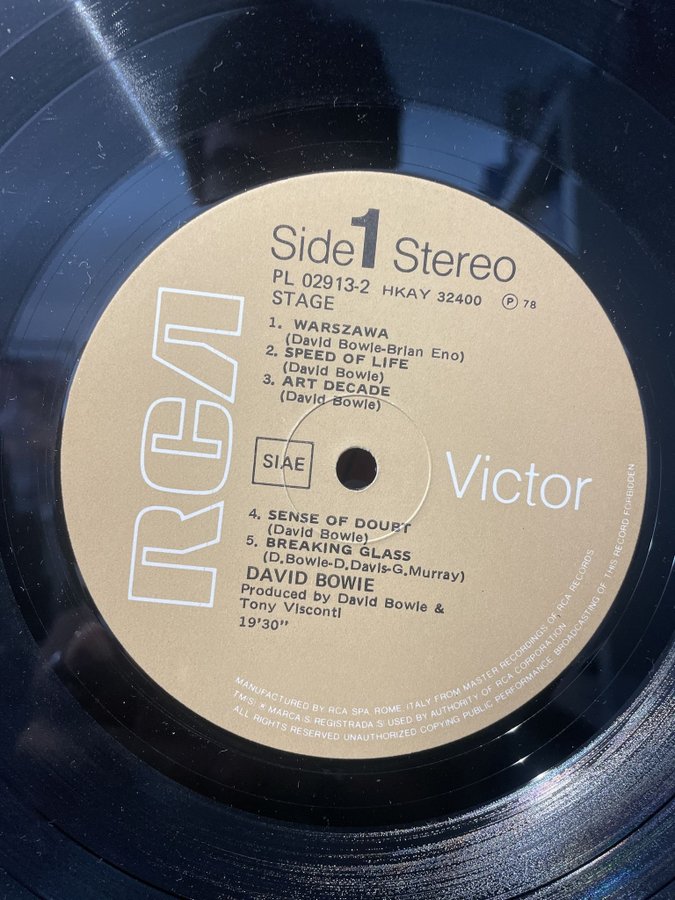 Side 1 Stereo
PL 02913-2 HKAY 32400 ℗ 78
STAGE
1. WARSZAWA
(David Bowie-Brian Eno)
2. SPEED OF LIFE
(David Bowie)
3. ART DECADE
(David Bowie)
RCA
SIAE
Victor
4. SENSE OF DOUBT
(David Bowie)
5. BREAKING GLASS
(D.Bowie-D.Davis-G.Murray)
DAVID BOWIE
Produced by David Bowie &
Tony Visconti
19'30"
MANUFACTURED BY RCA SPA, ROME, ITALY FROM MASTER RECORDINGS OF RCA RECORDS
TM(S) ® MARCA(S) REGISTRADA(S) USED BY AUTHORITY OF RCA CORPORATION
ALL RIGHTS RESERVED UNAUTHORIZED COPYING PUBLIC PERFORMANCE BROADCASTING OF THIS RECORD FORBIDDEN